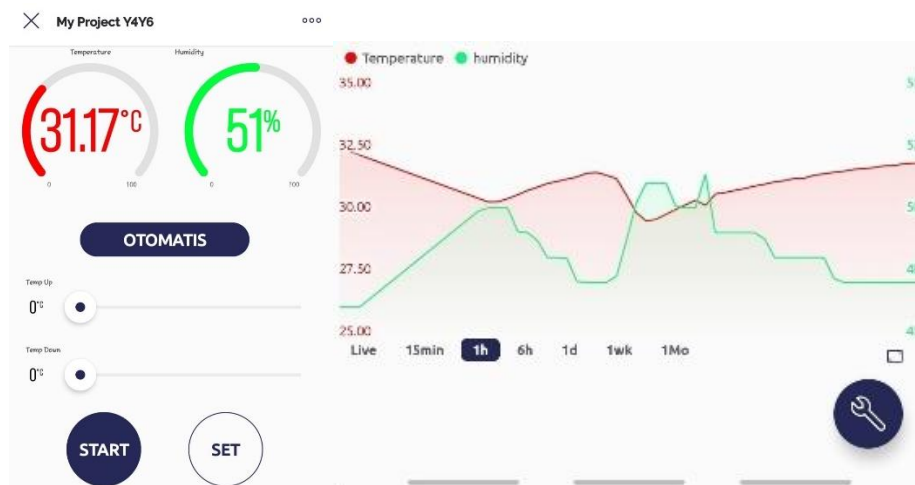 My Project Y4Y6
Temperature
Humidity
31.17°C
51%
0
100
0
100
OTOMATIS
Temp Up
0°C
Temp Down
0°C
START
SET
Temperature
humidity
35.00
32.50
30.00
27.50
25.00
Live 15min 1h 6h 1d 1wk 1Mo